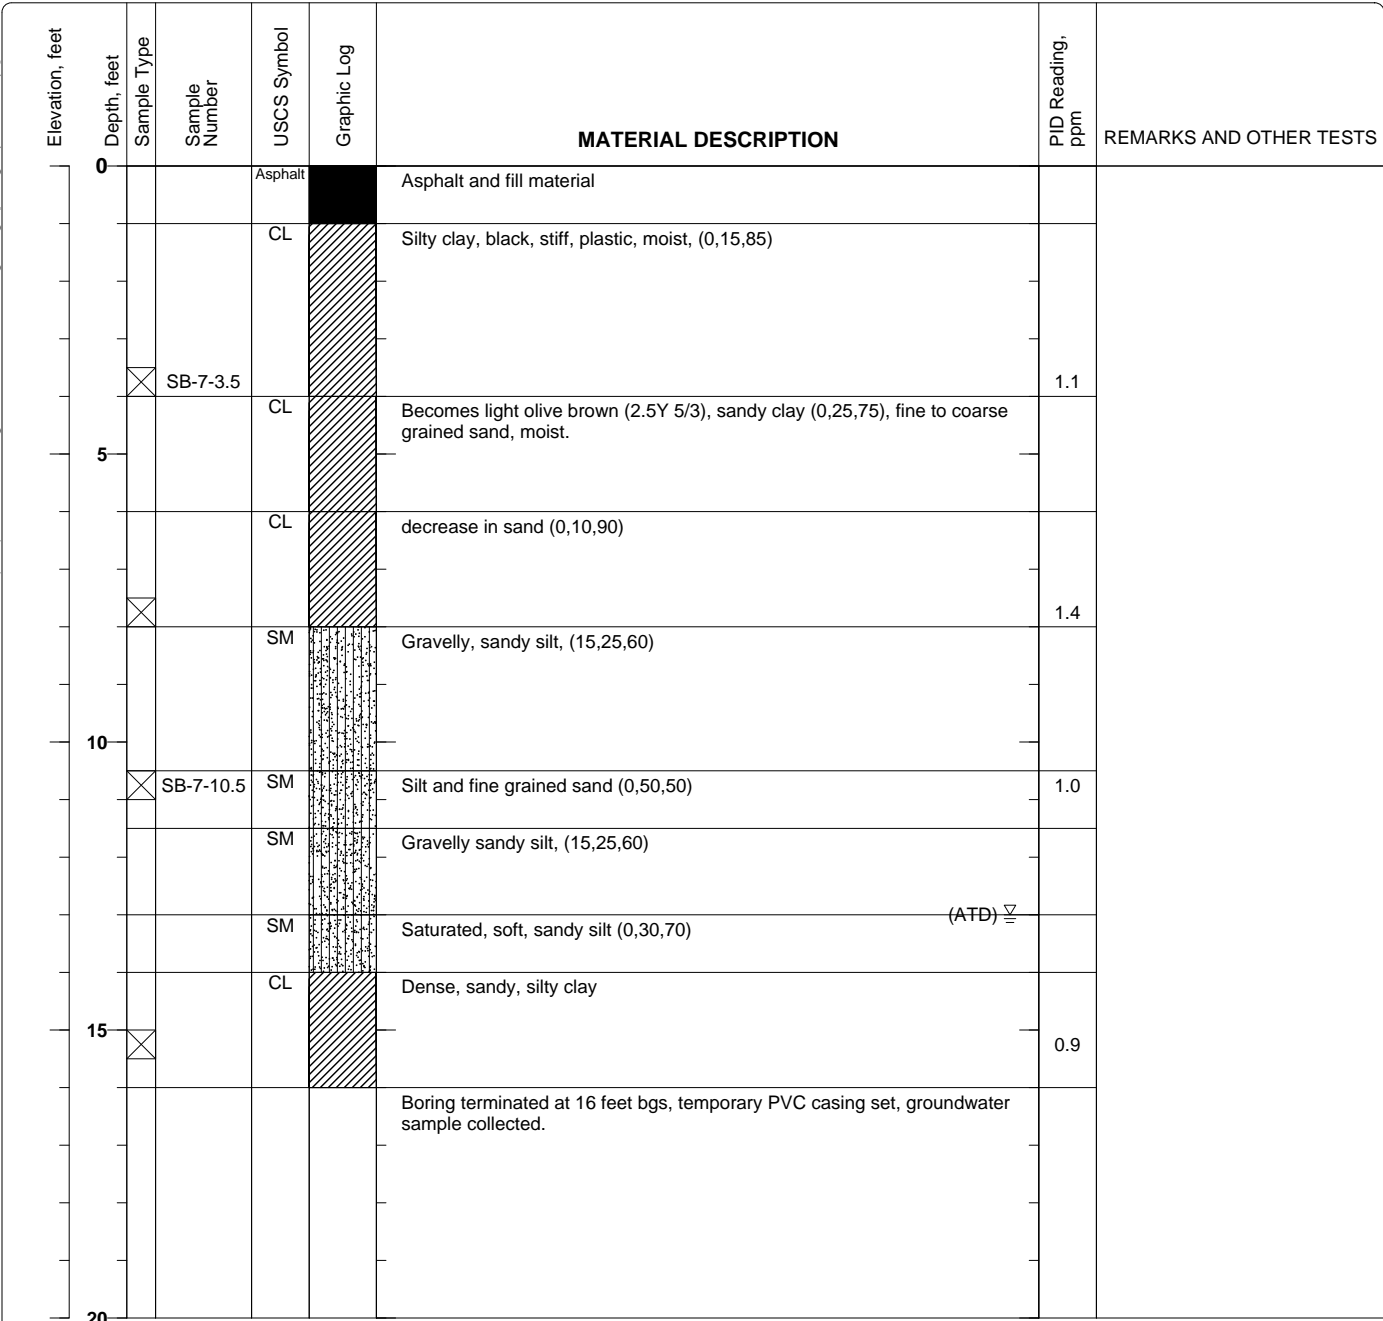 Elevation, feet
Depth, feet
Sample Type
Sample
Number
USCS Symbol
Graphic Log
MATERIAL DESCRIPTION
PID Reading,
ppm
REMARKS AND OTHER TESTS
0
Asphalt
Asphalt and fill material
CL
Silty clay, black, stiff, plastic, moist, (0,15,85)
SB-7-3.5
1.1
CL
Becomes light olive brown (2.5Y 5/3), sandy clay (0,25,75), fine to coarse
grained sand, moist.
5
CL
decrease in sand (0,10,90)
1.4
SM
Gravelly, sandy silt, (15,25,60)
10
SB-7-10.5
SM
Silt and fine grained sand (0,50,50)
1.0
SM
Gravelly sandy silt, (15,25,60)
(ATD)
SM
Saturated, soft, sandy silt (0,30,70)
CL
Dense, sandy, silty clay
15
0.9
Boring terminated at 16 feet bgs, temporary PVC casing set, groundwater
sample collected.
20